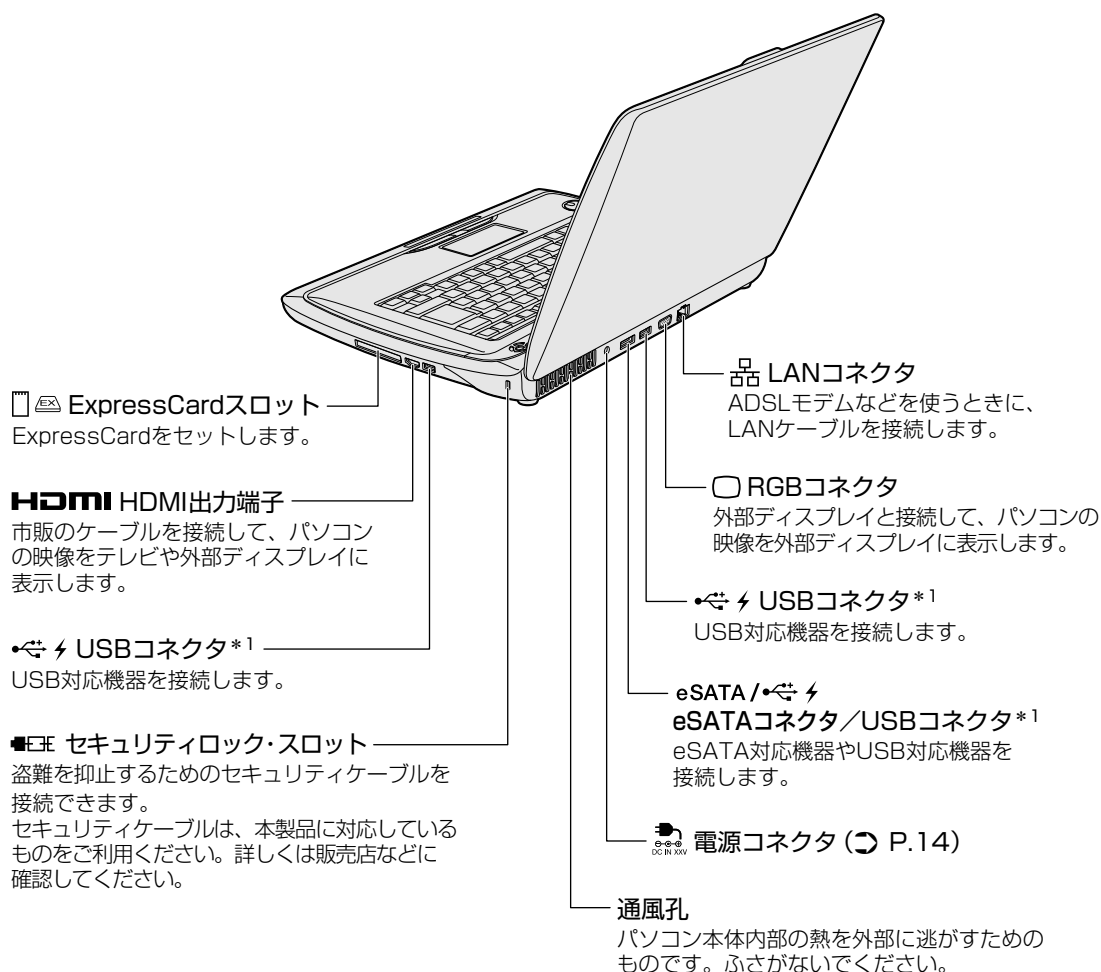 EX ExpressCardスロット
ExpressCardをセットします。
HDMI HDMI出力端子
市販のケーブルを接続して、パソコン
の映像をテレビや外部ディスプレイに
表示します。
USBコネクタ*1
USB対応機器を接続します。
セキュリティロック・スロット
盗難を抑止するためのセキュリティケーブルを
接続できます。
セキュリティケーブルは、本製品に対応している
ものをご利用ください。詳しくは販売店などに
確認してください。
LANコネクタ
ADSLモデムなどを使うときに、
LANケーブルを接続します。
RGBコネクタ
外部ディスプレイと接続して、パソコンの
映像を外部ディスプレイに表示します。
USBコネクタ*1
USB対応機器を接続します。
eSATA /
eSATAコネクタ／USBコネクタ*1
eSATA対応機器やUSB対応機器を
接続します。
DC IN XXV 電源コネクタ( P.14)
通風孔
パソコン本体内部の熱を外部に逃がすための
ものです。ふさがないでください。